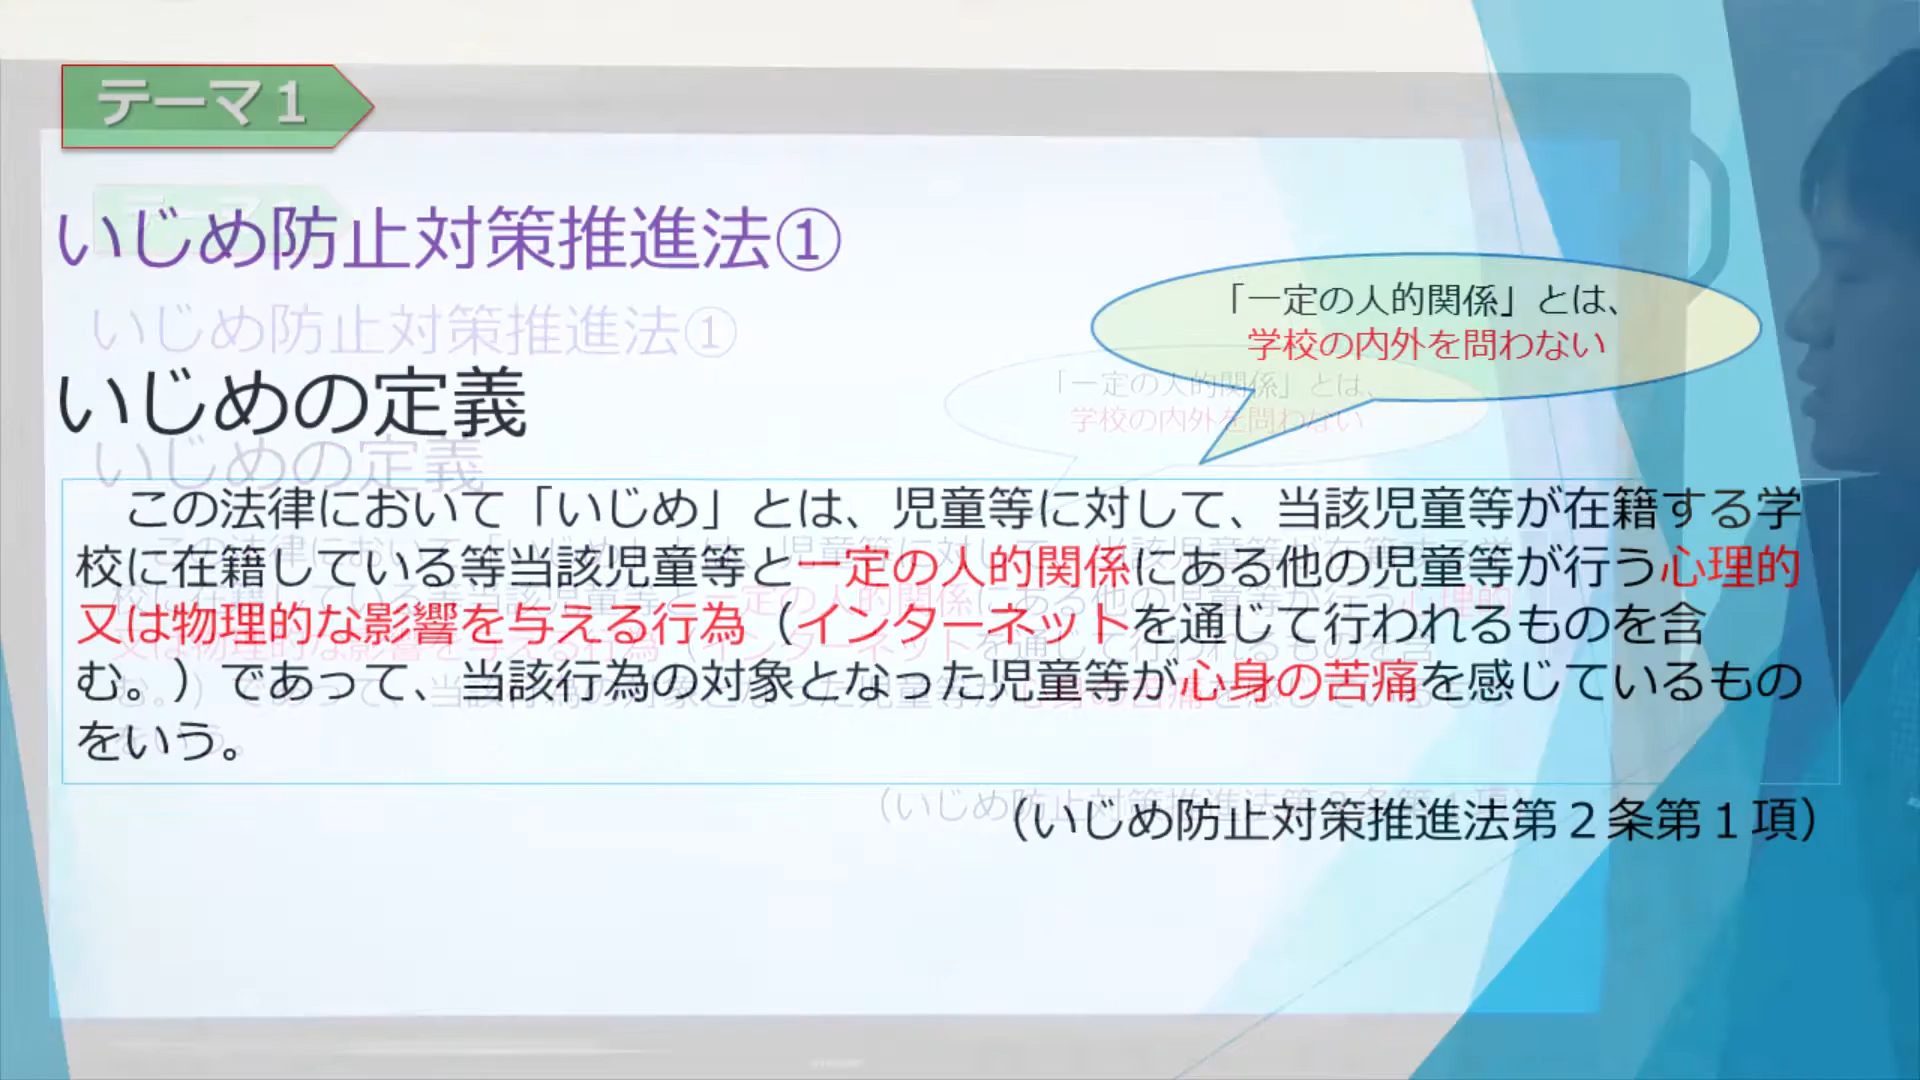 テーマ１
いじめ防止対策推進法①
「一定の人的関係」とは、
学校の内外を問わない
いじめの定義
この法律において「いじめ」とは、児童等に対して、当該児童等が在籍する学
校に在籍している等当該児童等と一定の人的関係にある他の児童等が行う心理的
又は物理的な影響を与える行為（インターネットを通じて行われるものを含
む。）であって、当該行為の対象となった児童等が心身の苦痛を感じているもの
をいう。
（いじめ防止対策推進法第２条第１項）